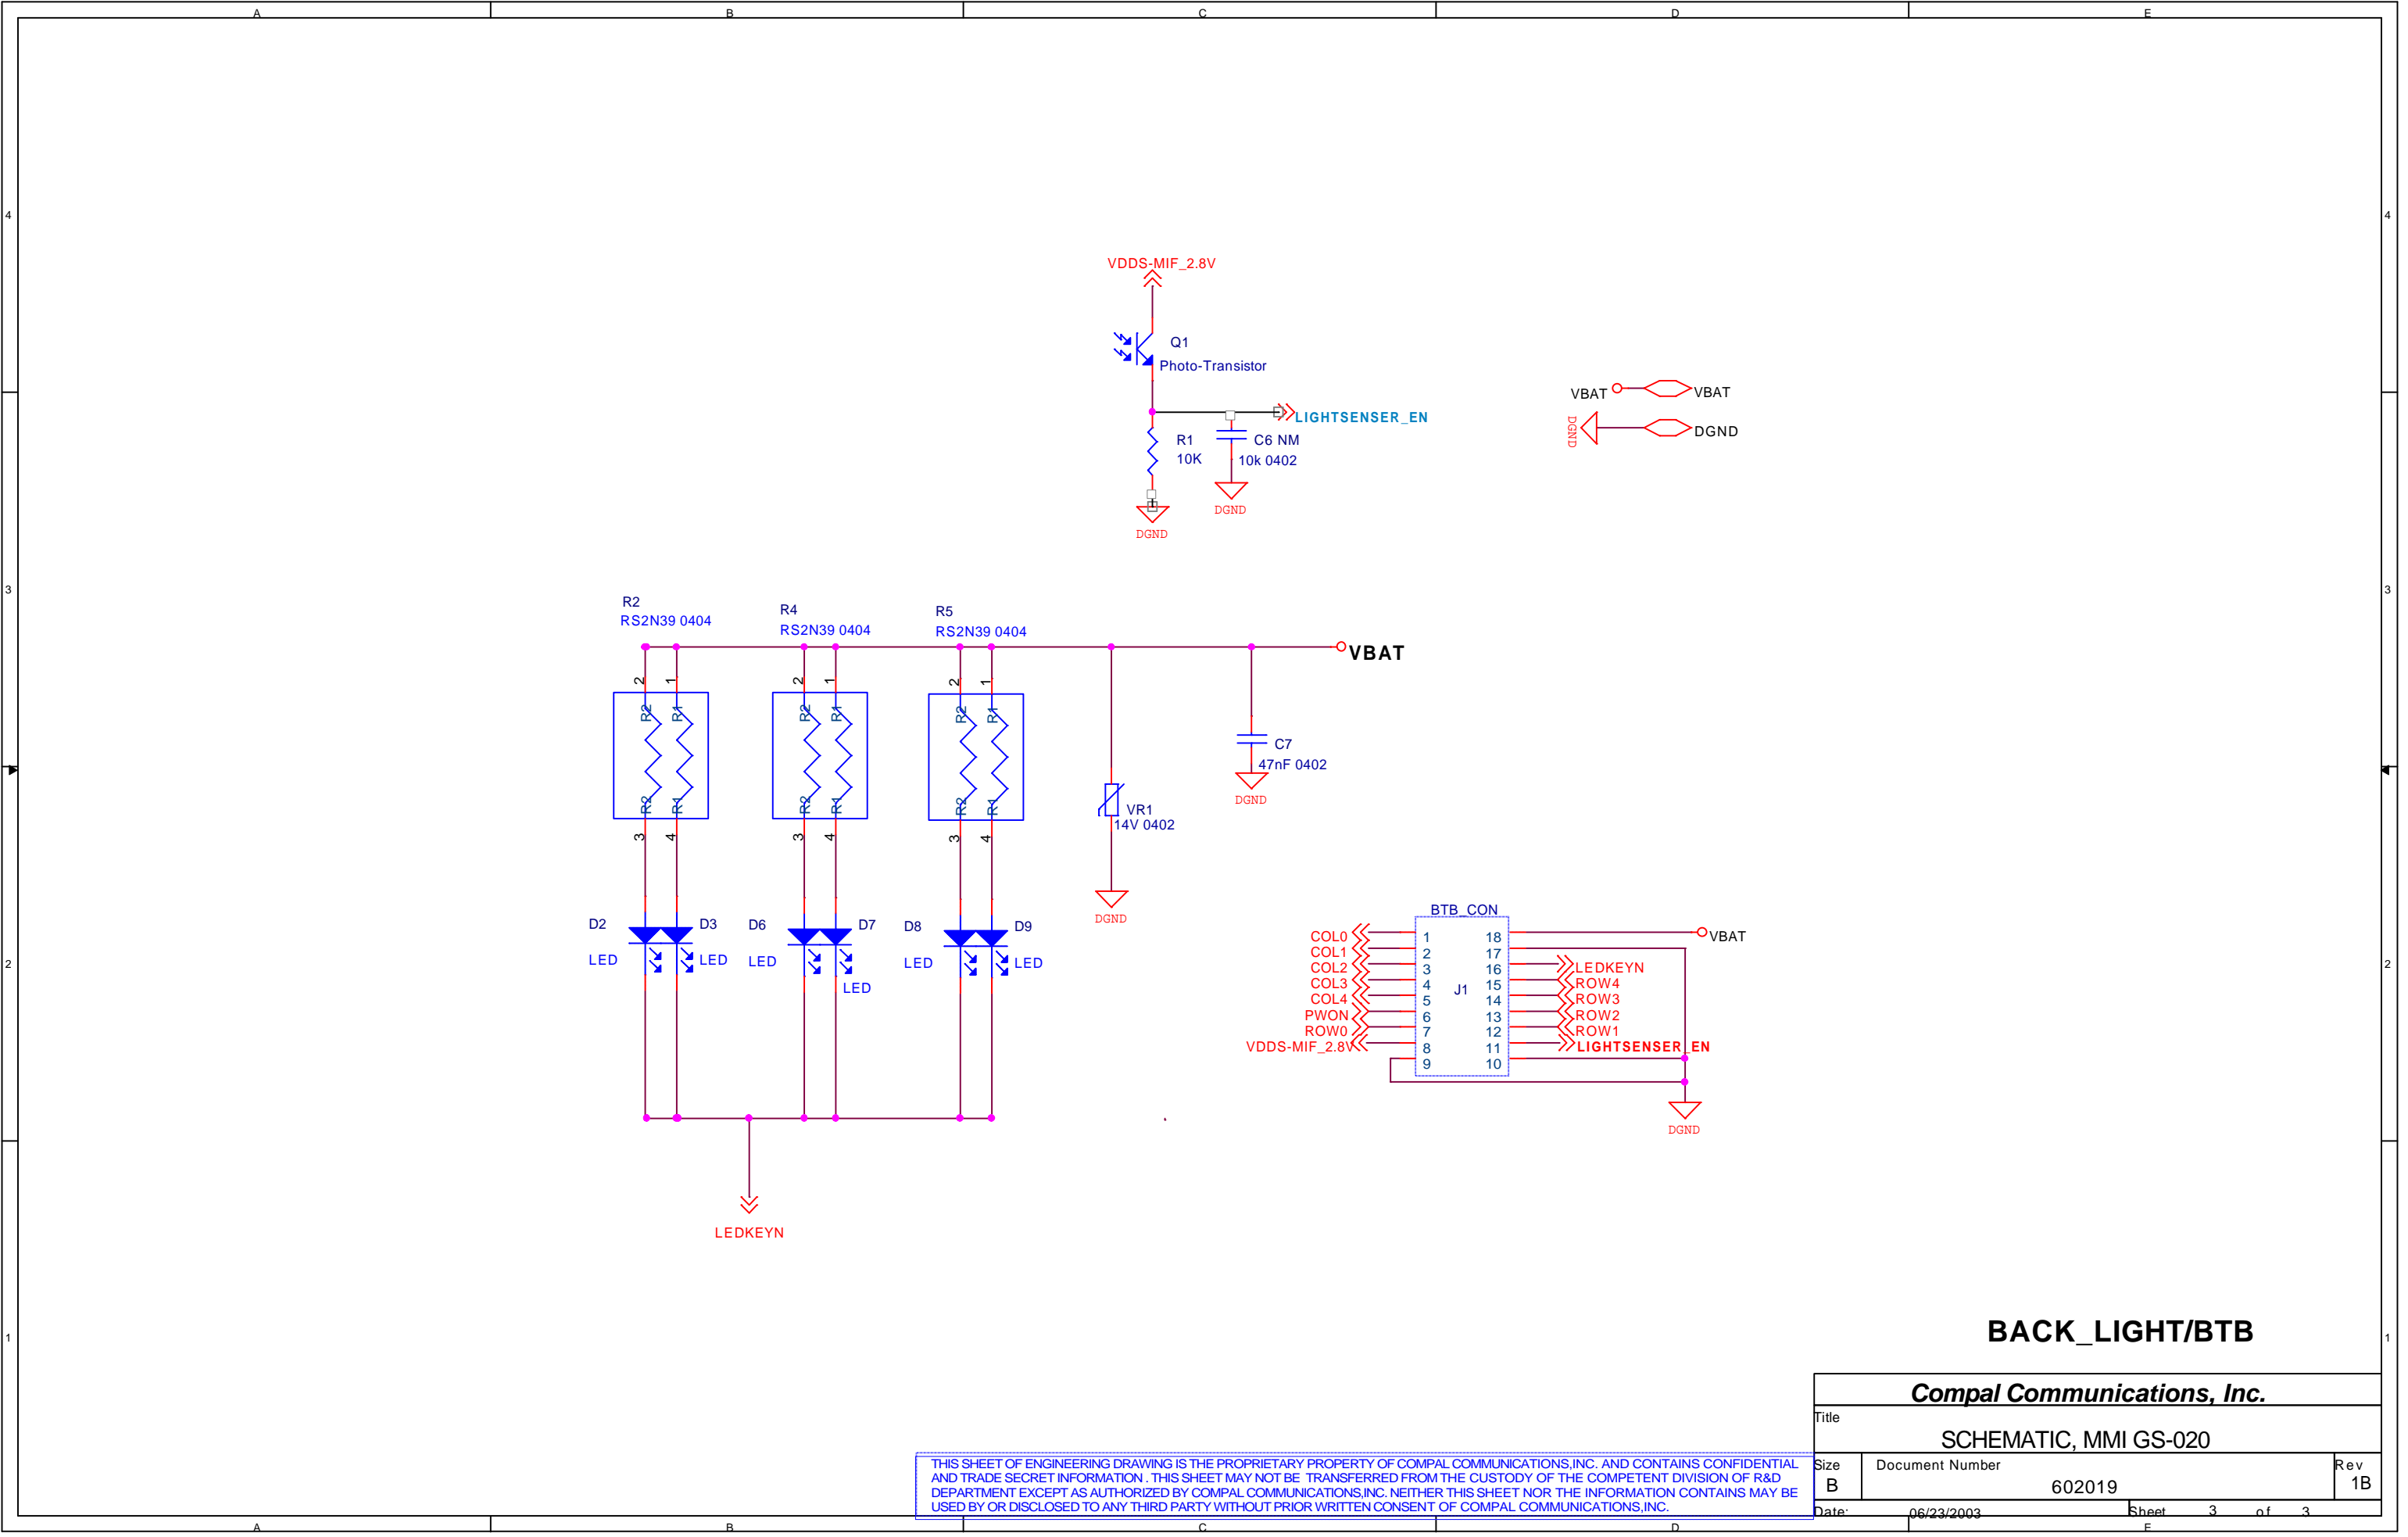 A B C D E
4 4
VDDS-MIF_2.8V
Q1
Photo-Transistor
LIGHTSENSER_EN
R1
10K
C6 NM
10k 0402
DGND
DGND
VBAT VBAT
DGND DGND
3 3
R2
RS2N39 0404
R4
RS2N39 0404
R5
RS2N39 0404
VBAT
2 1 2 1 2 1
R2 R1 R2 R1 R2 R1
R2 R1 R2 R1 R2 R1
3 4 3 4 3 4
C7
47nF 0402
DGND
VR1
14V 0402
DGND
D2 D3 D6 D7 D8 D9
LED LED LED LED LED
LED
2 2
BTB_CON
J1
COL0 1 18 VBAT
COL1 2 17
COL2 3 16 LEDKEYN
COL3 4 15 ROW4
COL4 5 14 ROW3
PWON 6 13 ROW2
ROW0 7 12 ROW1
VDDS-MIF_2.8V 8 11 LIGHTSENSER_EN
9 10
DGND
LEDKEYN
1 1
BACK_LIGHT/BTB
Compal Communications, Inc.
Title
SCHEMATIC, MMI GS-020
Size Document Number Rev
B 602019 1B
Date: 06/23/2003 Sheet 3 of 3
THIS SHEET OF ENGINEERING DRAWING IS THE PROPRIETARY PROPERTY OF COMPAL COMMUNICATIONS,INC. AND CONTAINS CONFIDENTIAL
AND TRADE SECRET INFORMATION . THIS SHEET MAY NOT BE TRANSFERRED FROM THE CUSTODY OF THE COMPETENT DIVISION OF R&D
DEPARTMENT EXCEPT AS AUTHORIZED BY COMPAL COMMUNICATIONS,INC. NEITHER THIS SHEET NOR THE INFORMATION CONTAINS MAY BE
USED BY OR DISCLOSED TO ANY THIRD PARTY WITHOUT PRIOR WRITTEN CONSENT OF COMPAL COMMUNICATIONS,INC.
A B C D E